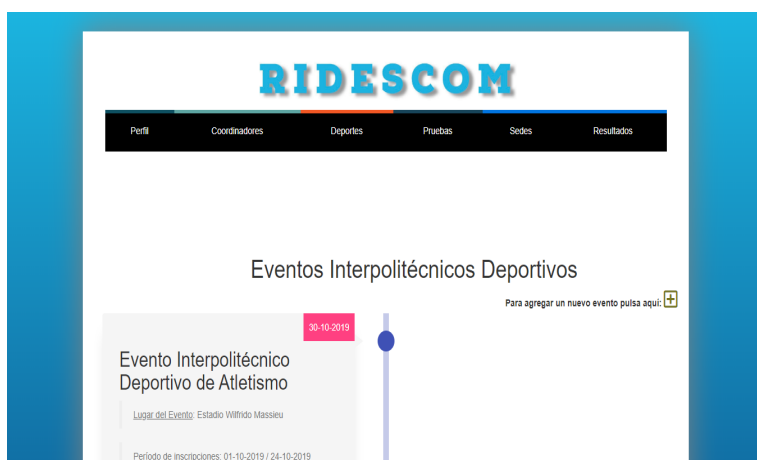 RIDESCOM
Perfil Coordinadores Deportes Pruebas Sedes Resultados
Eventos Interpolitécnicos Deportivos
Para agregar un nuevo evento pulsa aquí:
30-10-2019
Evento Interpolitécnico
Deportivo de Atletismo
Lugar del Evento: Estadio Wilfrido Massieu
Período de inscripciones: 01-10-2019 / 24-10-2019